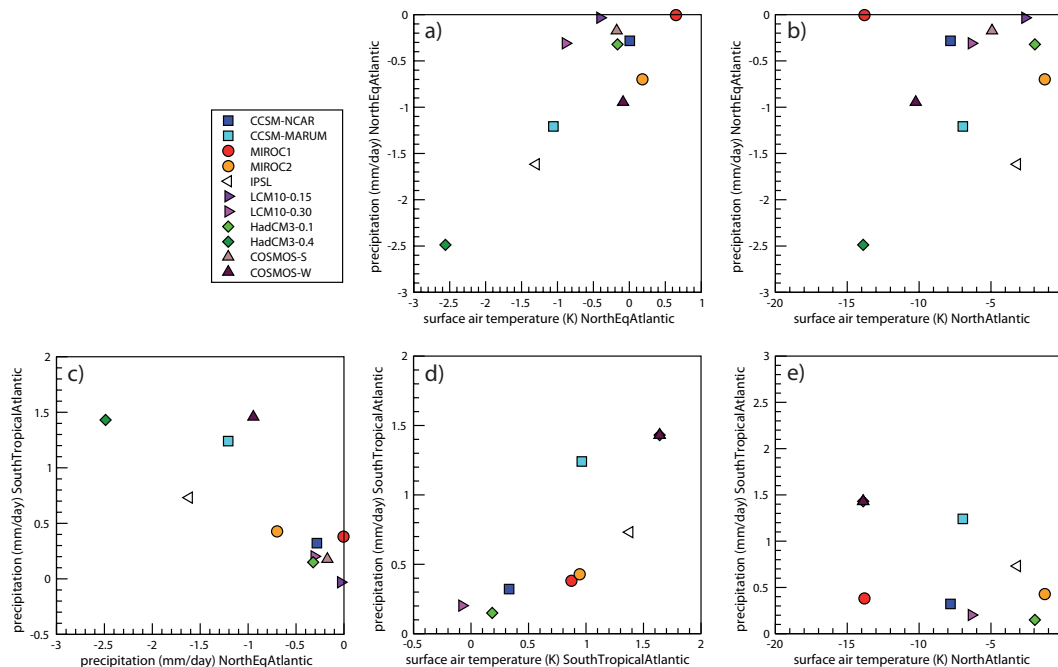 a)
0
-0.5
-1
-1.5
-2
-2.5
-3
precipitation (mm/day) NorthEqAtlantic
-3 -2.5 -2 -1.5 -1 -0.5 0 0.5 1
surface air temperature (K) NorthEqAtlantic
b)
0
-0.5
-1
-1.5
-2
-2.5
-3
precipitation (mm/day) NorthEqAtlantic
-20 -15 -10 -5
surface air temperature (K) NorthAtlantic
CCSM-NCAR
CCSM-MARUM
MIROC1
MIROC2
IPSL
LCM10-0.15
LCM10-0.30
HadCM3-0.1
HadCM3-0.4
COSMOS-S
COSMOS-W
c)
2
1.5
1
0.5
0
-0.5
precipitation (mm/day) SouthTropicalAtlantic
-3 -2.5 -2 -1.5 -1 -0.5 0
precipitation (mm/day) NorthEqAtlantic
d)
2
1.5
1
0.5
0
precipitation (mm/day) SouthTropicalAtlantic
-0.5 0 0.5 1 1.5 2
surface air temperature (K) SouthTropicalAtlantic
e)
3
2.5
2
1.5
1
0.5
0
precipitation (mm/day) SouthTropicalAtlantic
-20 -15 -10 -5
surface air temperature (K) NorthAtlantic